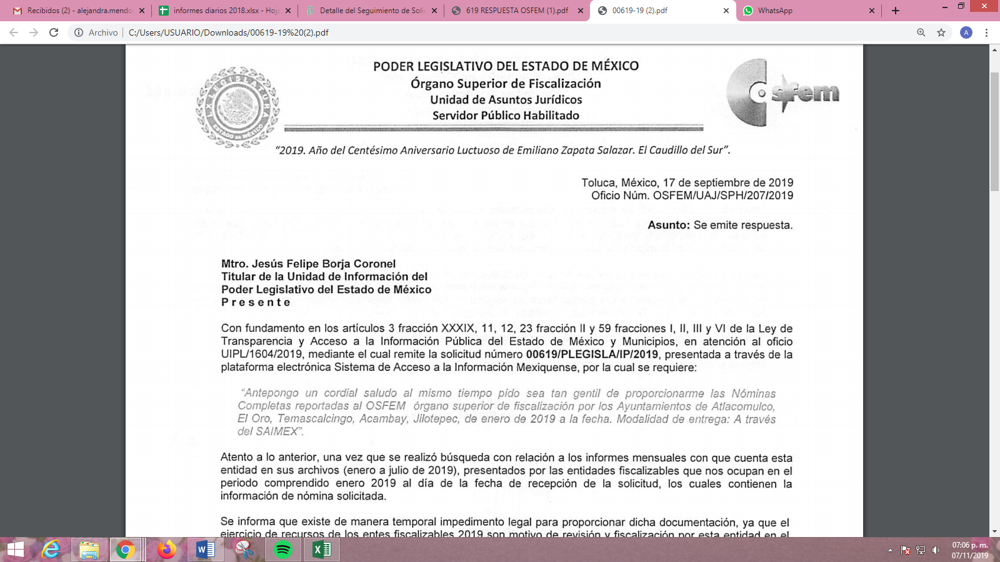 Recibidos (2) - alejandra.mendo
informes diarios 2018.xlsx - Hoja
Detalle del Seguimiento de Solic
619 RESPUESTA OSFEM (1).pdf
00619-19 (2).pdf
WhatsApp
Archivo
C:/Users/USUARIO/Downloads/00619-19%20(2).pdf
A
PODER LEGISLATIVO DEL ESTADO DE MÉXICO
Órgano Superior de Fiscalización
Unidad de Asuntos Jurídicos
Servidor Público Habilitado
LX LEGISLATURA
ESTADO DE MÉXICO
Osfem
“2019. Año del Centésimo Aniversario Luctuoso de Emiliano Zapata Salazar. El Caudillo del Sur”.
Toluca, México, 17 de septiembre de 2019
Oficio Núm. OSFEM/UAJ/SPH/207/2019
Asunto: Se emite respuesta.
Mtro. Jesús Felipe Borja Coronel
Titular de la Unidad de Información del
Poder Legislativo del Estado de México
P r e s e n t e
Con fundamento en los artículos 3 fracción XXXIX, 11, 12, 23 fracción II y 59 fracciones I, II, III y VI de la Ley de
Transparencia y Acceso a la Información Pública del Estado de México y Municipios, en atención al oficio
UIPL/1604/2019, mediante el cual remite la solicitud número 00619/PLEGISLA/IP/2019, presentada a través de la
plataforma electrónica Sistema de Acceso a la Información Mexiquense, por la cual se requiere:
“Antepongo un cordial saludo al mismo tiempo pido sea tan gentil de proporcionarme las Nóminas
Completas reportadas al OSFEM órgano superior de fiscalización por los Ayuntamientos de Atlacomulco,
El Oro, Temascalcingo, Acambay, Jilotepec, de enero de 2019 a la fecha. Modalidad de entrega: A través
del SAIMEX”.
Atento a lo anterior, una vez que se realizó búsqueda con relación a los informes mensuales con que cuenta esta
entidad en sus archivos (enero a julio de 2019), presentados por las entidades fiscalizables que nos ocupan en el
periodo comprendido enero 2019 al día de la fecha de recepción de la solicitud, los cuales contienen la
información de nómina solicitada.
Se informa que existe de manera temporal impedimento legal para proporcionar dicha documentación, ya que el
ejercicio de recursos de los entes fiscalizables 2019 son motivo de revisión y fiscalización por esta entidad en el
07:06 p. m.
07/11/2019